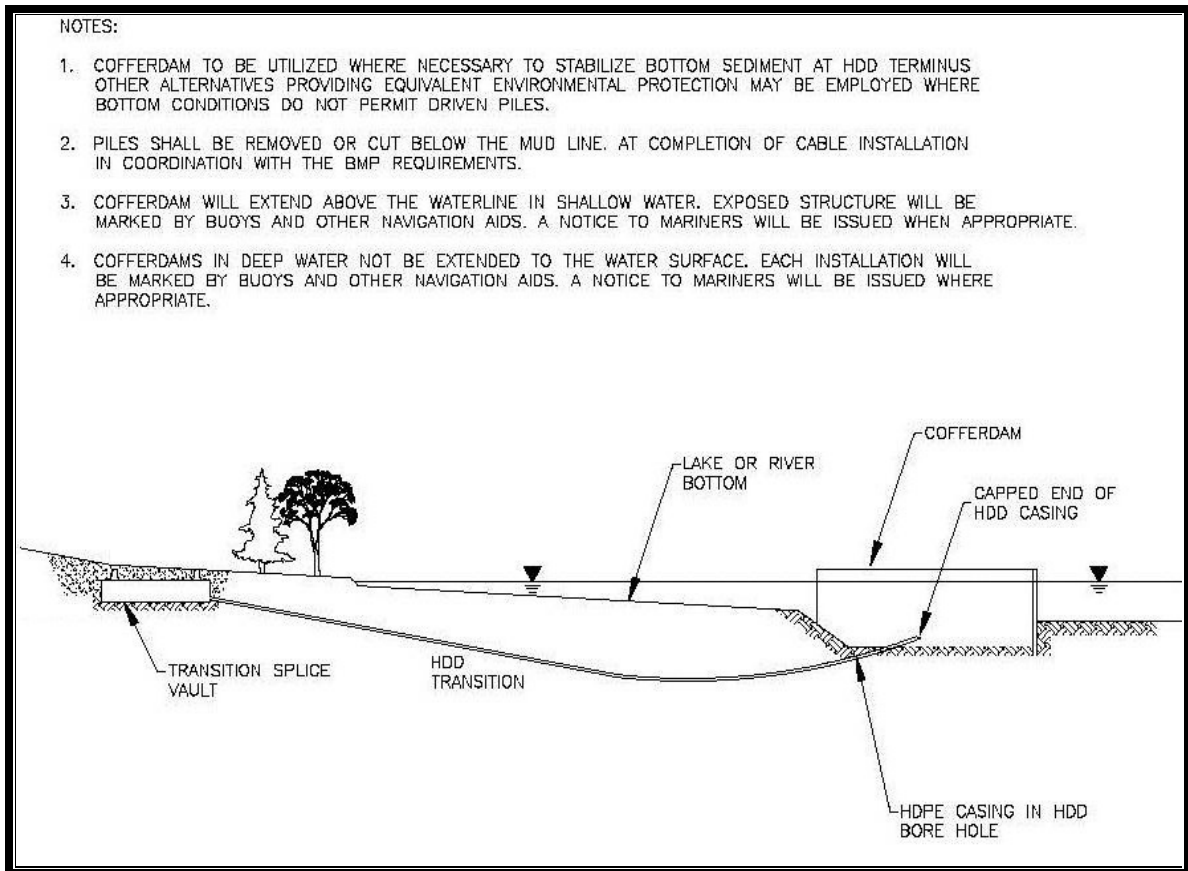 NOTES:
1. COFFERDAM TO BE UTILIZED WHERE NECESSARY TO STABILIZE BOTTOM SEDIMENT AT HDD TERMINUS
OTHER ALTERNATIVES PROVIDING EQUIVALENT ENVIRONMENTAL PROTECTION MAY BE EMPLOYED WHERE
BOTTOM CONDITIONS DO NOT PERMIT DRIVEN PILES.
2. PILES SHALL BE REMOVED OR CUT BELOW THE MUD LINE. AT COMPLETION OF CABLE INSTALLATION
IN COORDINATION WITH THE BMP REQUIREMENTS.
3. COFFERDAM WILL EXTEND ABOVE THE WATERLINE IN SHALLOW WATER. EXPOSED STRUCTURE WILL BE
MARKED BY BUOYS AND OTHER NAVIGATION AIDS. A NOTICE TO MARINERS WILL BE ISSUED WHEN APPROPRIATE.
4. COFFERDAMS IN DEEP WATER NOT BE EXTENDED TO THE WATER SURFACE. EACH INSTALLATION WILL
BE MARKED BY BUOYS AND OTHER NAVIGATION AIDS. A NOTICE TO MARINERS WILL BE ISSUED WHERE
APPROPRIATE.
COFFERDAM
LAKE OR RIVER
BOTTOM
CAPPED END OF
HDD CASING
TRANSITION SPLICE
VAULT
HDD
TRANSITION
HDPE CASING IN HDD
BORE HOLE